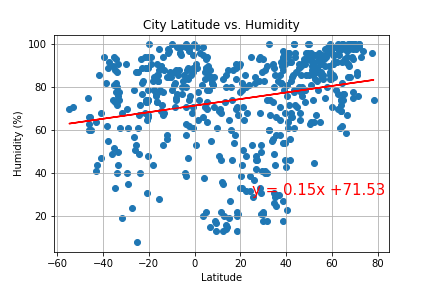 City Latitude vs. Humidity
100
80
60
40
20
Humidity (%)
y = 0.15x +71.53
−60 −40 −20 0 20 40 60 80
Latitude